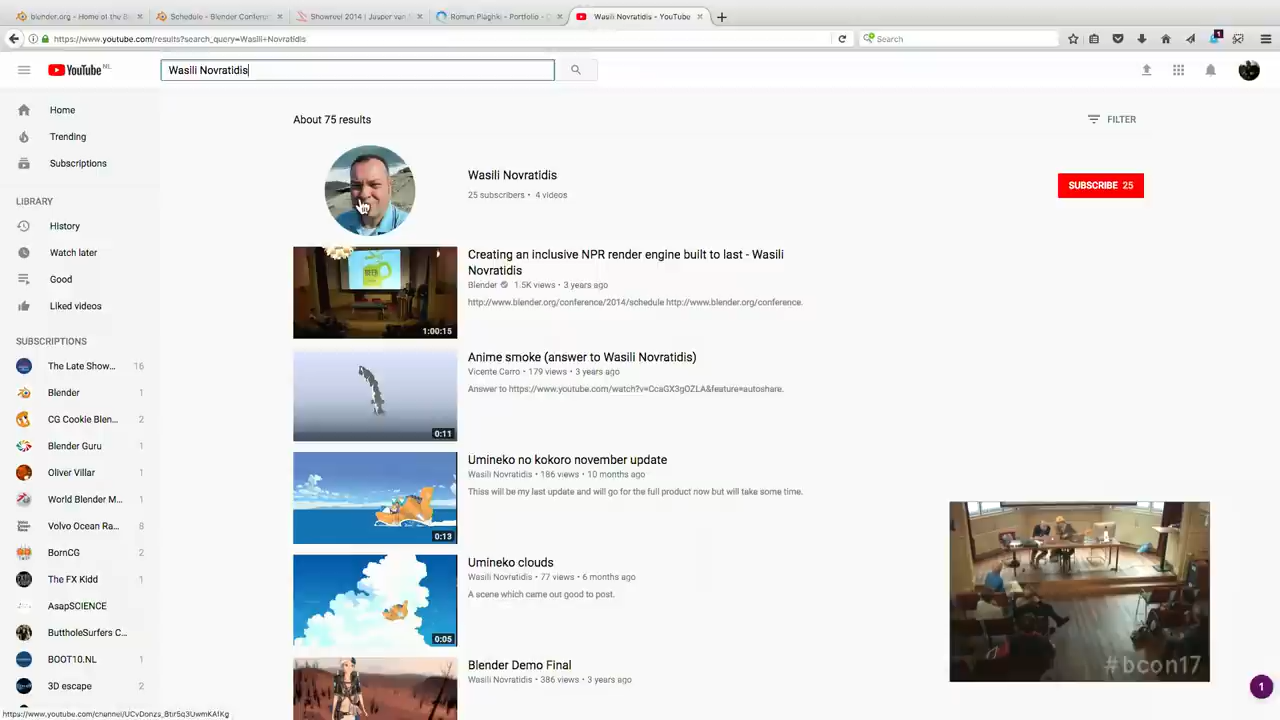 blender.org - Home of the Bl
Schedule - Blender Conferen
Showreel 2014 | Jasper van
Roman Plaghki - Portfolio - C
Wasili Novratidis - YouTube
https://www.youtube.com/results?search_query=Wasili+Novratidis
Search
1
YouTube NL
Wasili Novratidis
Home
Trending
Subscriptions
LIBRARY
History
Watch later
Good
Liked videos
SUBSCRIPTIONS
The Late Show... 16
Blender 1
CG Cookie Blen... 2
Blender Guru 1
Oliver Villar 1
World Blender M... 1
Volvo Ocean Ra... 8
BornCG 2
The FX Kidd 1
AsapSCIENCE
ButtholeSurfers C...
BOOT10.NL 1
3D escape 2
About 75 results
FILTER
Wasili Novratidis
25 subscribers • 4 videos
SUBSCRIBE 25
BEER
1:00:15
Creating an inclusive NPR render engine built to last - Wasili
Novratidis
Blender 1.5K views • 3 years ago
http://www.blender.org/conference/2014/schedule http://www.blender.org/conference.
0:11
Anime smoke (answer to Wasili Novratidis)
Vicente Carro • 179 views • 3 years ago
Answer to https://www.youtube.com/watch?v=CcaGX3gOZLA&feature=autoshare.
0:13
Umineko no kokoro november update
Wasili Novratidis • 186 views • 10 months ago
Thiss will be my last update and will go for the full product now but will take some time.
0:05
Umineko clouds
Wasili Novratidis • 77 views • 6 months ago
A scene which came out good to post.
Blender Demo Final
Wasili Novratidis • 386 views • 3 years ago
#bcon17
1